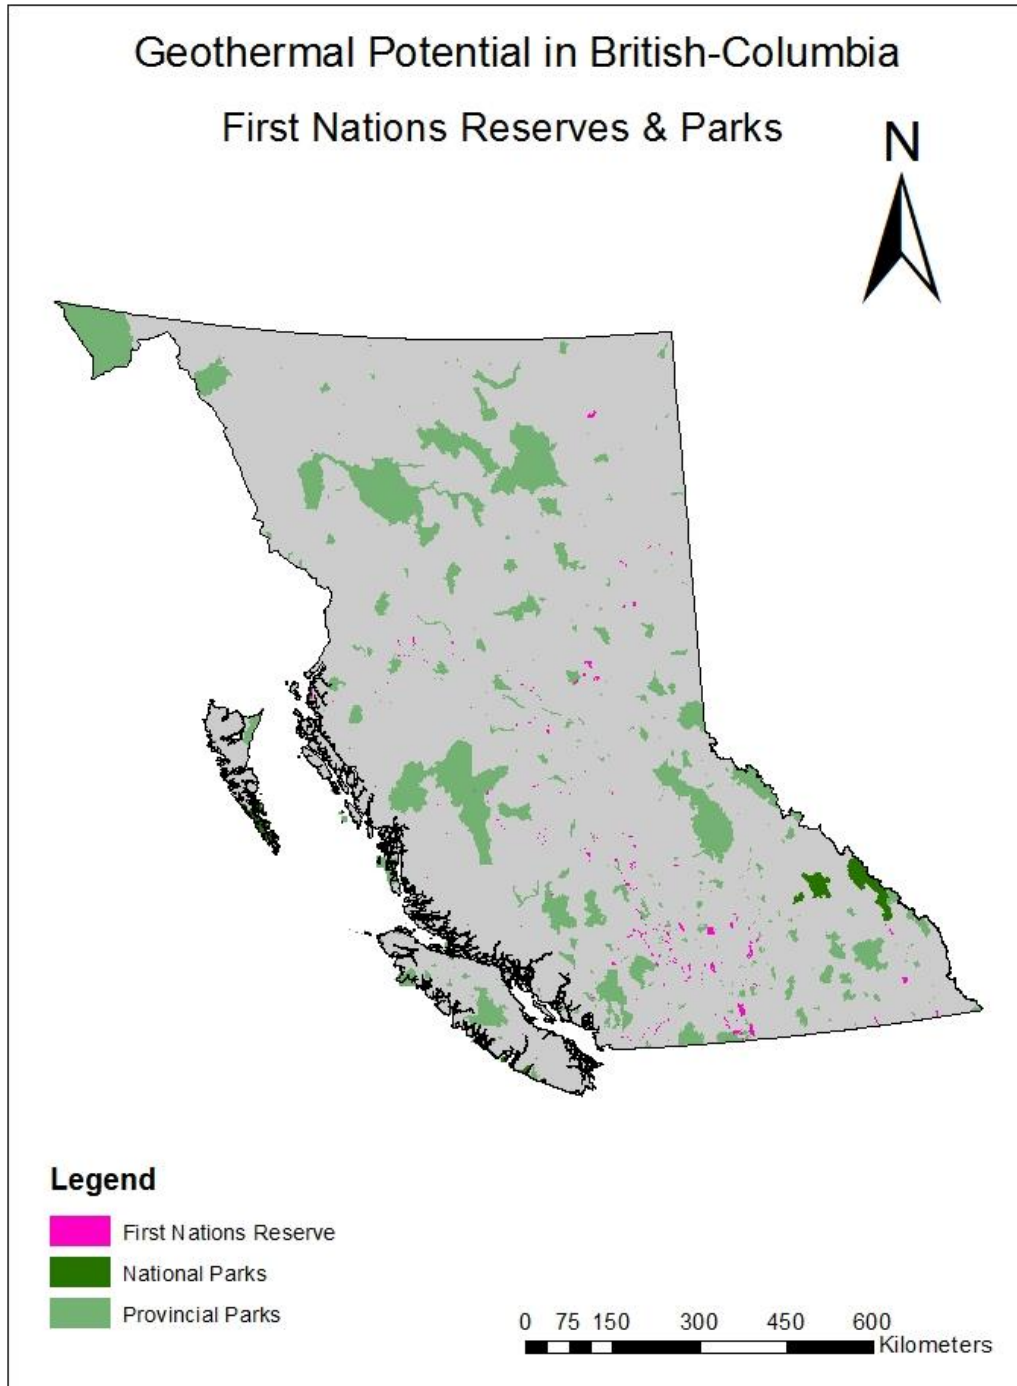 Geothermal Potential in British-Columbia
First Nations Reserves & Parks
N
Legend
First Nations Reserve
National Parks
Provincial Parks
0 75 150 300 450 600
Kilometers